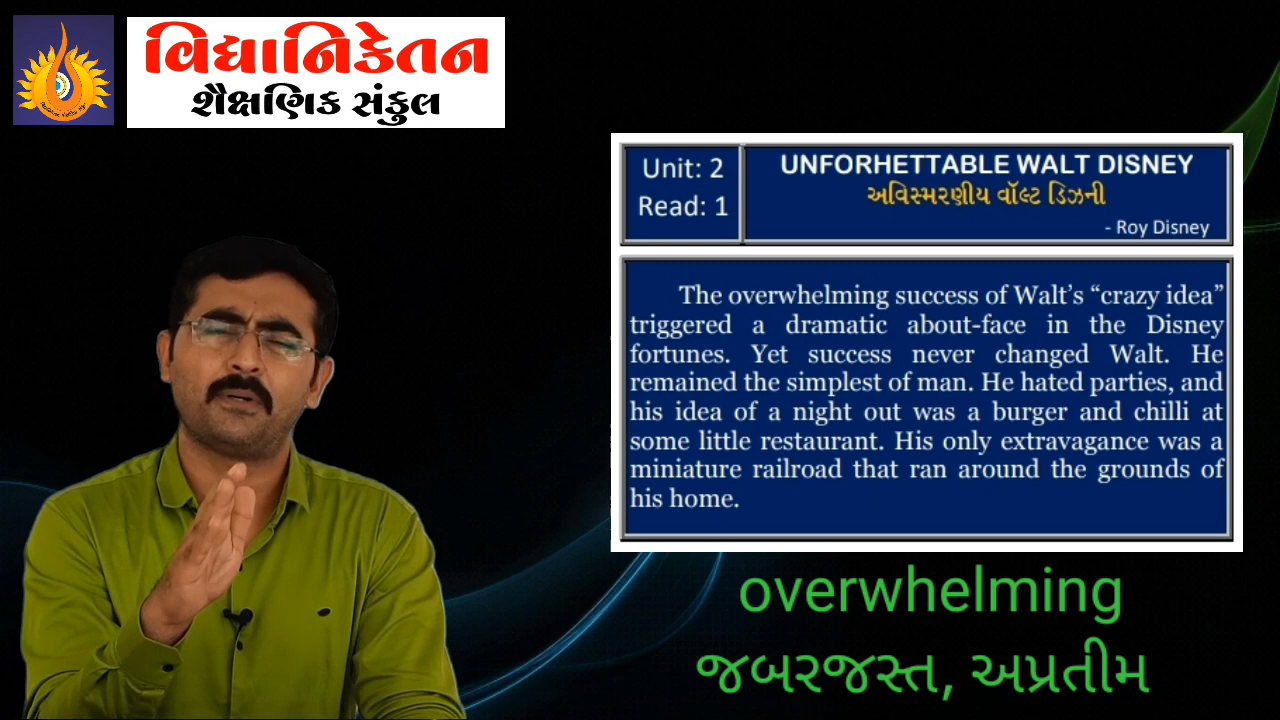 વિદ્યાનિકેતન
શૈક્ષણિક સંકુલ
Unit: 2
Read: 1
UNFORHETTABLE WALT DISNEY
અવિસ્મરણીય વૉલ્ટ ડિઝની
- Roy Disney
The overwhelming success of Walt’s “crazy idea”
triggered a dramatic about-face in the Disney
fortunes. Yet success never changed Walt. He
remained the simplest of man. He hated parties, and
his idea of a night out was a burger and chilli at
some little restaurant. His only extravagance was a
miniature railroad that ran around the grounds of
his home.
overwhelming
જબરજસ્ત, અપ્રતીમ